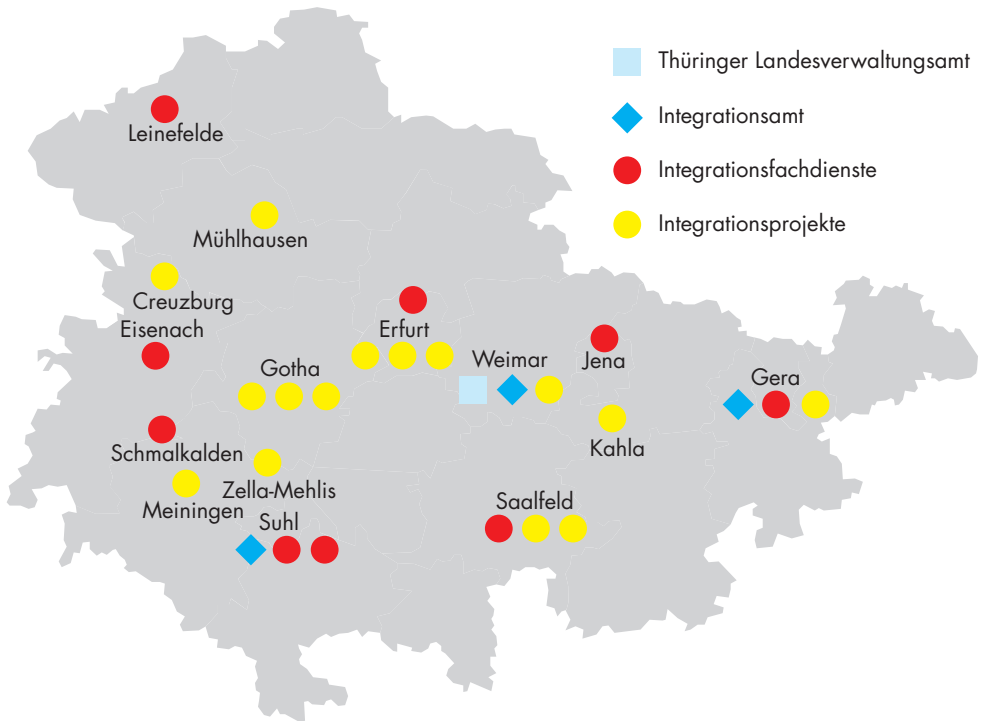 Thüringer Landesverwaltungsamt
Integrationsamt
Integrationsfachdienste
Integrationsprojekte
Leinefelde
Mühlhausen
Creuzburg
Eisenach
Erfurt
Gotha
Weimar
Jena
Gera
Schmalkalden
Kahla
Zella-Mehlis
Meiningen
Saalfeld
Suhl